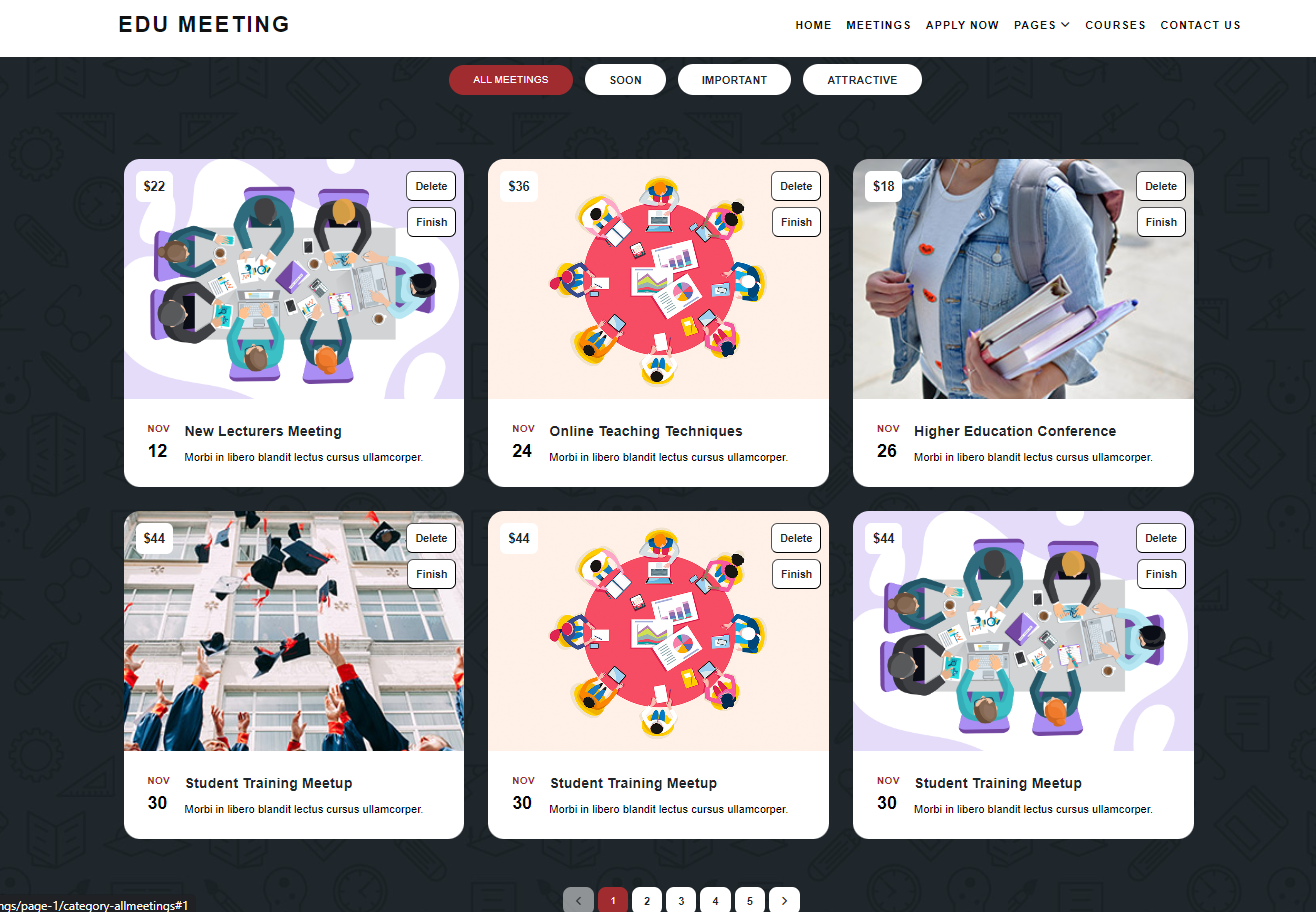 EDU MEETING
HOME MEETINGS APPLY NOW PAGES COURSES CONTACT US
ALL MEETINGS SOON IMPORTANT ATTRACTIVE
$22 Delete
Finish
NOV
12
New Lecturers Meeting
Morbi in libero blandit lectus cursus ullamcorper.
$36 Delete
Finish
NOV
24
Online Teaching Techniques
Morbi in libero blandit lectus cursus ullamcorper.
$18 Delete
Finish
NOV
26
Higher Education Conference
Morbi in libero blandit lectus cursus ullamcorper.
$44 Delete
Finish
NOV
30
Student Training Meetup
Morbi in libero blandit lectus cursus ullamcorper.
$44 Delete
Finish
NOV
30
Student Training Meetup
Morbi in libero blandit lectus cursus ullamcorper.
$44 Delete
Finish
NOV
30
Student Training Meetup
Morbi in libero blandit lectus cursus ullamcorper.
1 2 3 4 5
ngs/page-1/category-allmeetings#1